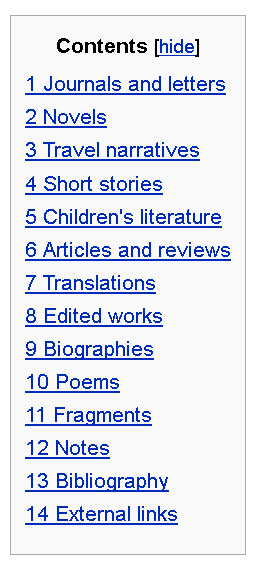 Contents [hide]
1 Journals and letters
2 Novels
3 Travel narratives
4 Short stories
5 Children's literature
6 Articles and reviews
7 Translations
8 Edited works
9 Biographies
10 Poems
11 Fragments
12 Notes
13 Bibliography
14 External links